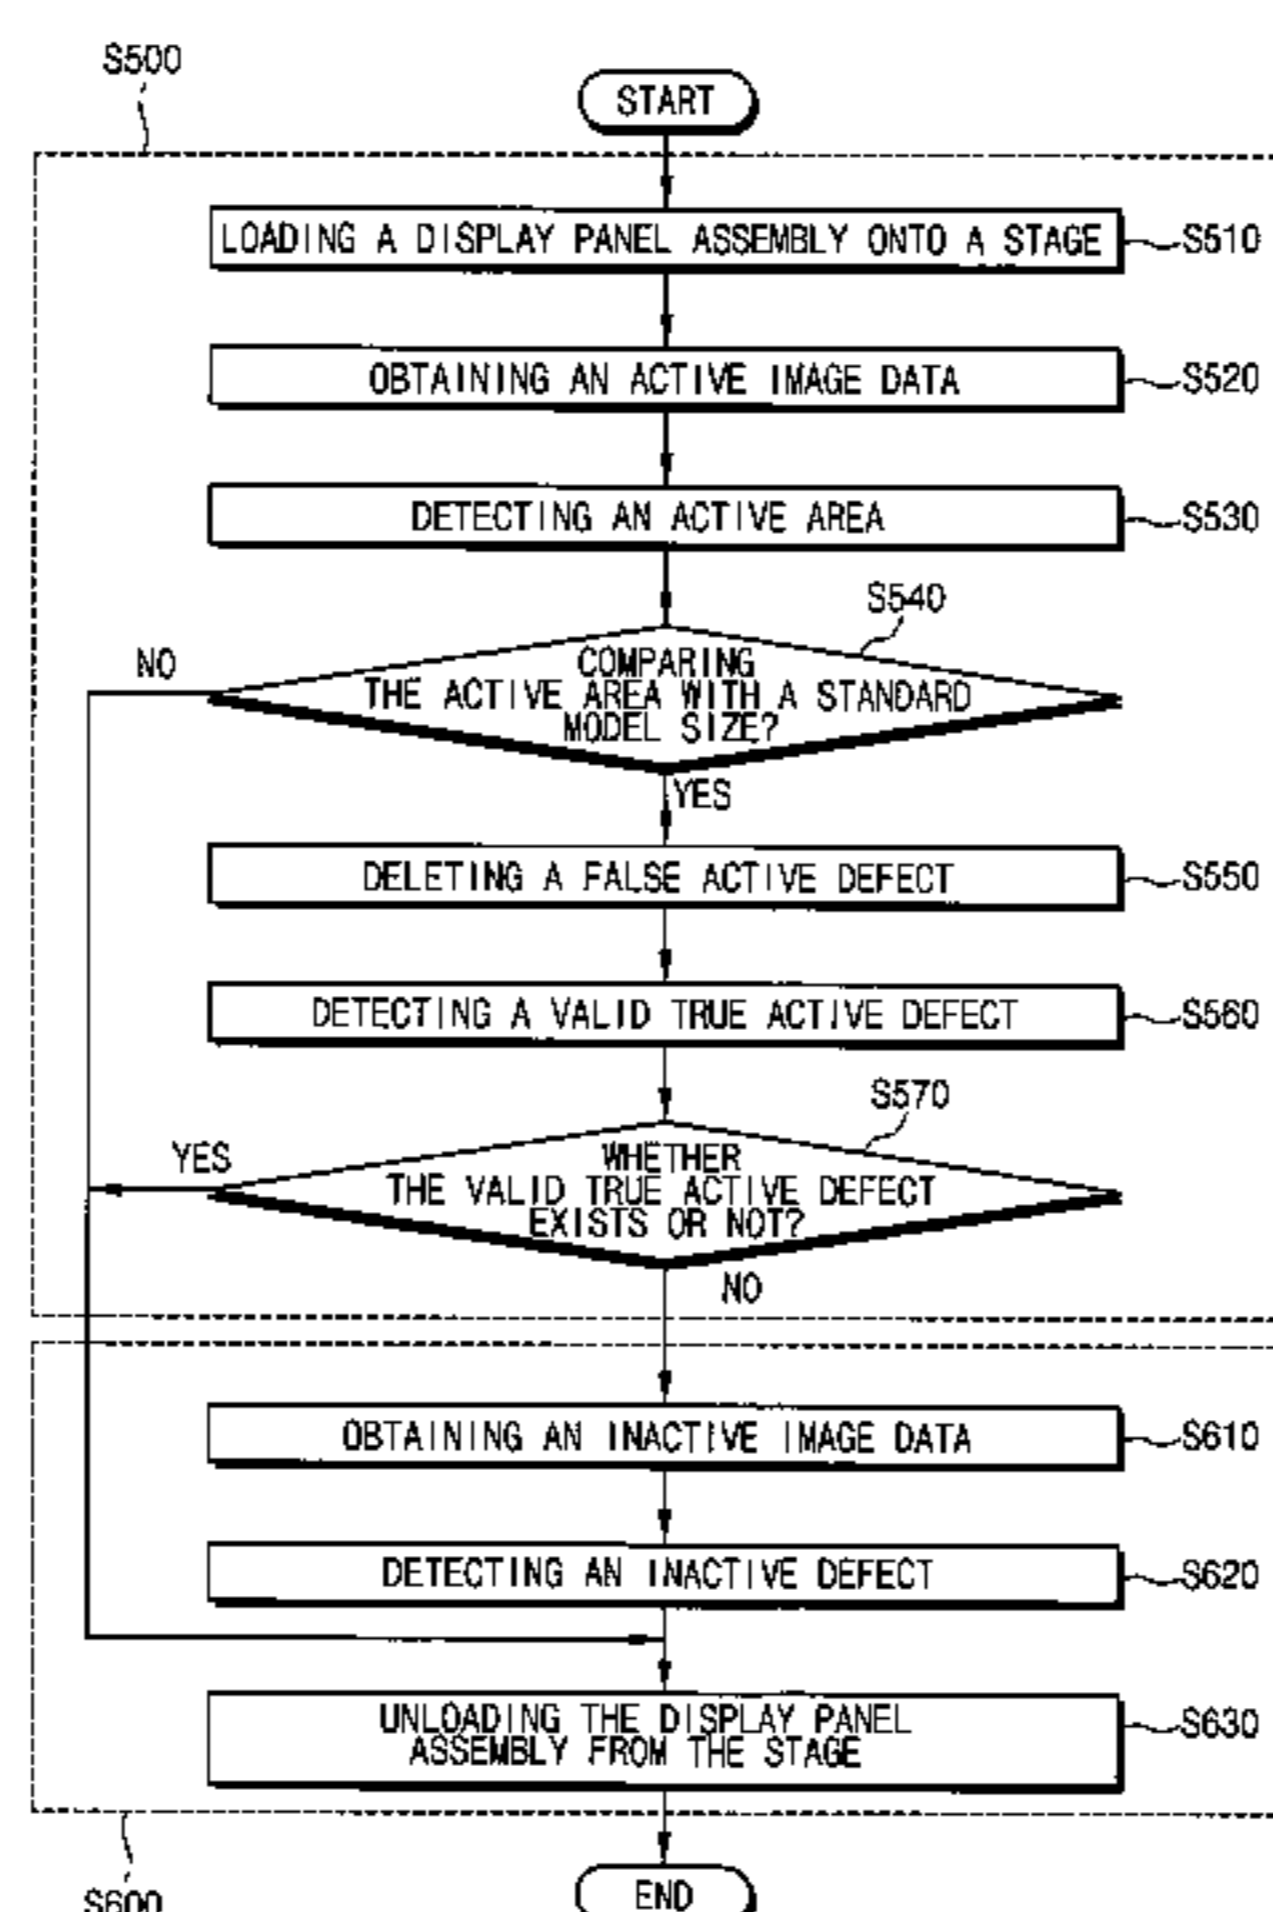 S500
START
LOADING A DISPLAY PANEL ASSEMBLY ONTO A STAGE
S510
OBTAINING AN ACTIVE IMAGE DATA
S520
DETECTING AN ACTIVE AREA
S530
S540
NO
COMPARING
THE ACTIVE AREA WITH A STANDARD
MODEL SIZE?
YES
DELETING A FALSE ACTIVE DEFECT
S550
DETECTING A VALID TRUE ACTIVE DEFECT
S560
S570
YES
WHETHER
THE VALID TRUE ACTIVE DEFECT
EXISTS OR NOT?
NO
OBTAINING AN INACTIVE IMAGE DATA
S610
DETECTING AN INACTIVE DEFECT
S620
UNLOADING THE DISPLAY PANEL
ASSEMBLY FROM THE STAGE
S630
S600
END